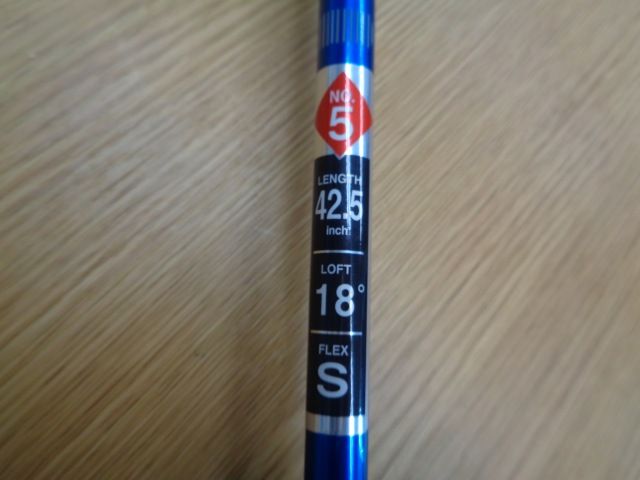 NO.
5
LENGTH
42.5
inch
LOFT
18°
FLEX
S